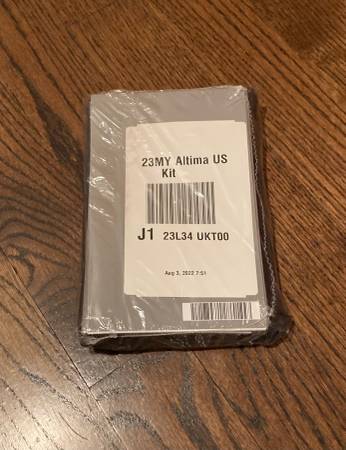 23MY Altima US
Kit
J1 23L34 UKT00
Aug 3, 2022 7:51